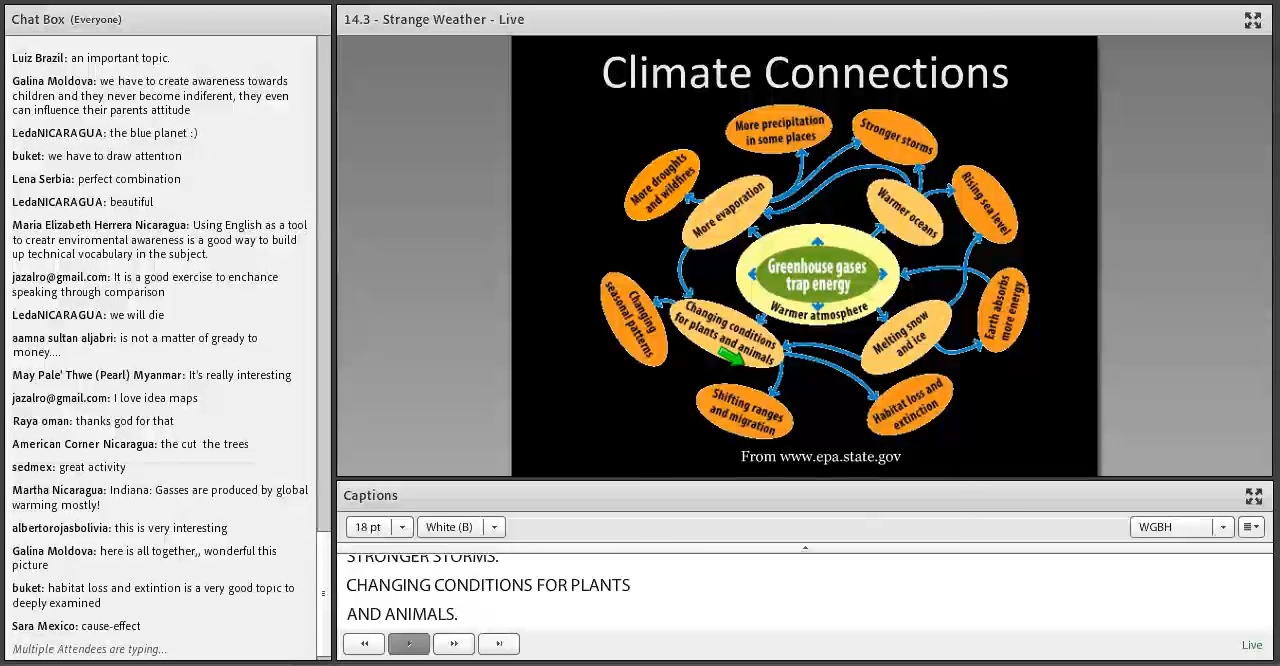 Chat Box (Everyone)
Luiz Brazil: an important topic.
Galina Moldova: we have to create awareness towards
children and they never become indiferent, they even
can influence their parents attitude
LedaNICARAGUA: the blue planet :)
buket: we have to draw attentıon
Lena Serbia: perfect combination
LedaNICARAGUA: beautiful
Maria Elizabeth Herrera Nicaragua: Using English as a tool
to creatr enviromental awareness is a good way to build
up technical vocabulary in the subject.
jazalro@gmail.com: It is a good exercise to enchance
speaking through comparison
LedaNICARAGUA: we will die
aamna sultan aljabri: is not a matter of gready to
money....
May Pale' Thwe (Pearl) Myanmar: It's really interesting
jazalro@gmail.com: I love idea maps
Raya oman: thanks god for that
American Corner Nicaragua: the cut the trees
sedmex: great activity
Martha Nicaragua: Indiana: Gasses are produced by global
warming mostly!
albertorojasbolivia: this is very interesting
Galina Moldova: here is all together,, wonderful this
picture
buket: habitat loss and extintion is a very good topıc to
deeply examined
Sara Mexico: cause-effect
Multiple Attendees are typing...
14.3 - Strange Weather - Live
Climate Connections
More precipitation
in some places
Stronger storms
More droughts
and wildfires
More evaporation
Warmer oceans
Rising sea level
Greenhouse gases
trap energy
Warmer atmosphere
Changing
seasonal patterns
Changing conditions
for plants and animals
Melting snow
and ice
Earth absorbs
more energy
Shifting ranges
and migration
Habitat loss and
extinction
From www.epa.state.gov
Captions
18 pt
White (B)
WGBH
STRONGER STORMS.
CHANGING CONDITIONS FOR PLANTS
AND ANIMALS.
Live